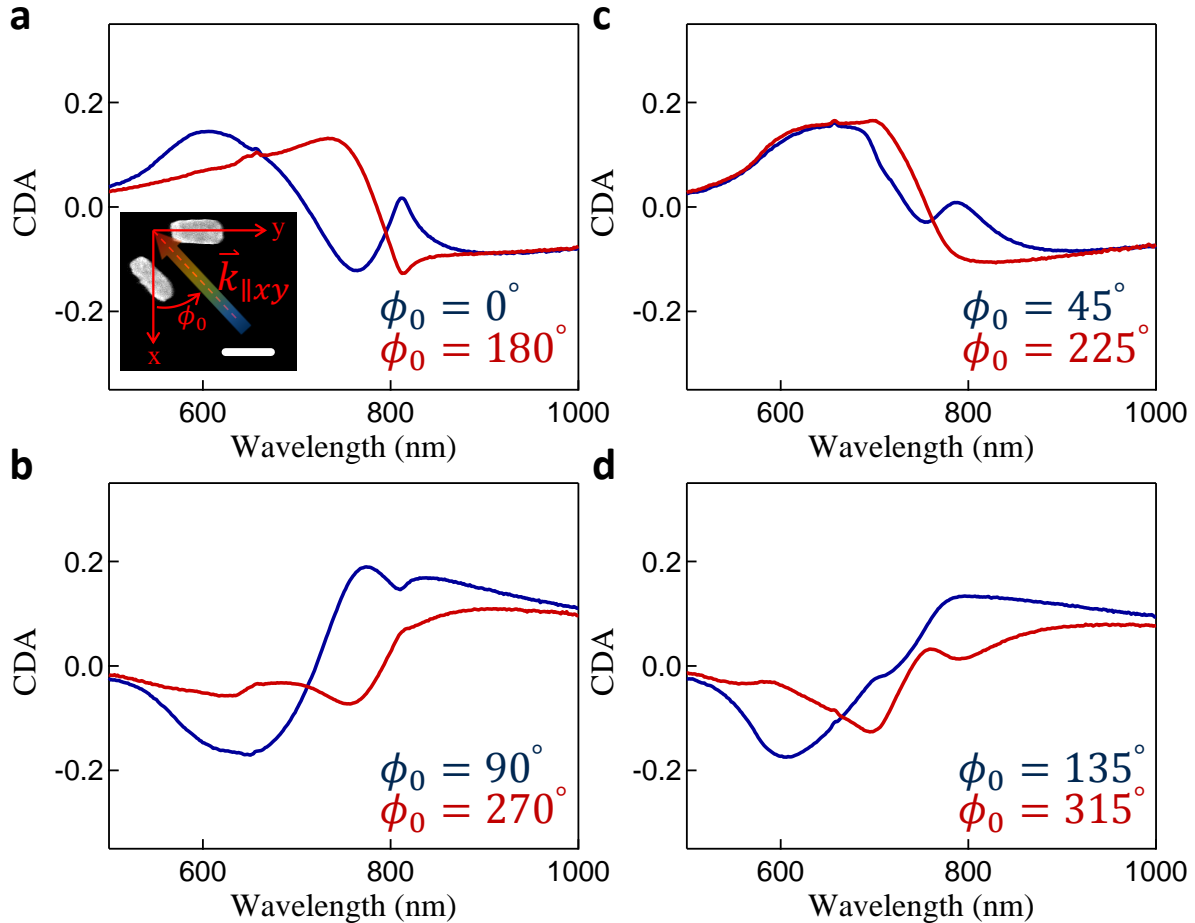 a
CDA
0.2
0.0
-0.2
y
x
k⃗∥xy
ϕ₀
ϕ₀ = 0°
ϕ₀ = 180°
600 800 1000
Wavelength (nm)
c
CDA
0.2
0.0
-0.2
ϕ₀ = 45°
ϕ₀ = 225°
600 800 1000
Wavelength (nm)
b
CDA
0.2
0.0
-0.2
ϕ₀ = 90°
ϕ₀ = 270°
600 800 1000
Wavelength (nm)
d
CDA
0.2
0.0
-0.2
ϕ₀ = 135°
ϕ₀ = 315°
600 800 1000
Wavelength (nm)